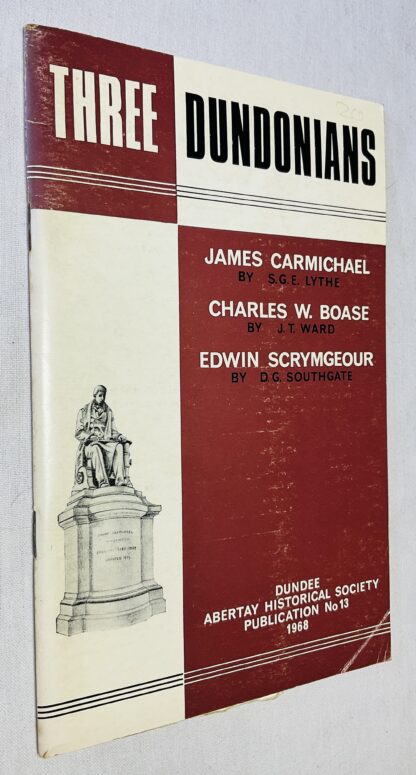 THREE DUNDONIANS
JAMES CARMICHAEL
BY S.G.E. LYTHE
CHARLES W. BOASE
BY J.T. WARD
EDWIN SCRYMGEOUR
BY D.G. SOUTHGATE
DUNDEE
ABERTAY HISTORICAL SOCIETY
PUBLICATION No 13
1968